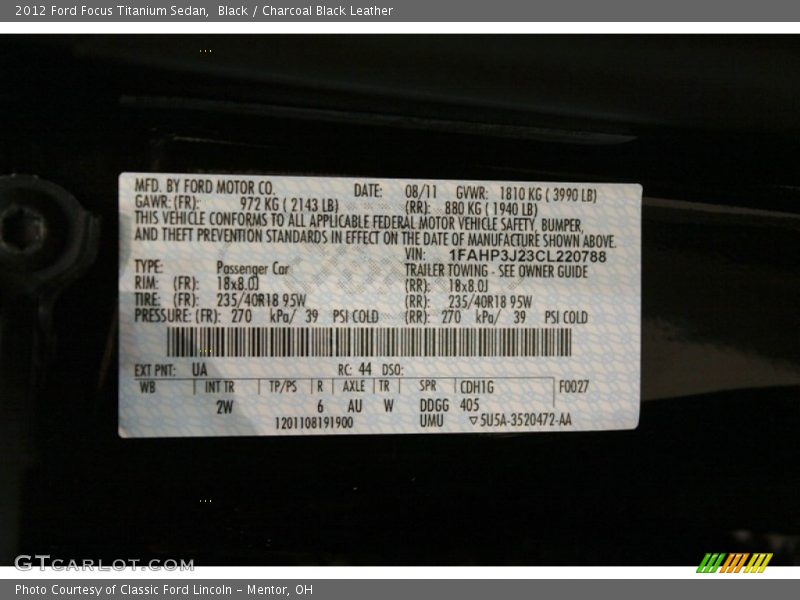 2012 Ford Focus Titanium Sedan,  Black / Charcoal Black Leather
MFD. BY FORD MOTOR CO. DATE: 08/11 GVWR: 1810 KG ( 3990 LB)
GAWR: (FR): 972 KG ( 2143 LB) (RR): 880 KG ( 1940 LB)
THIS VEHICLE CONFORMS TO ALL APPLICABLE FEDERAL MOTOR VEHICLE SAFETY, BUMPER,
AND THEFT PREVENTION STANDARDS IN EFFECT ON THE DATE OF MANUFACTURE SHOWN ABOVE.
VIN: 1FAHP3J23CL220788
TYPE: Passenger Car TRAILER TOWING - SEE OWNER GUIDE
RIM: (FR): 18x8.0J (RR): 18x8.0J
TIRE: (FR): 235/40R18 95W (RR): 235/40R18 95W
PRESSURE: (FR): 270 kPa/ 39 PSI COLD (RR): 270 kPa/ 39 PSI COLD
EXT PNT: UA RC: 44 DSO:
WB INT TR TP/PS R AXLE TR SPR CDH1G F0027
2W 6 AU W DDGG 405
1201108191900 UMU ▽5U5A-3520472-AA
GTCARLOT.COM
Photo Courtesy of Classic Ford Lincoln - Mentor, OH